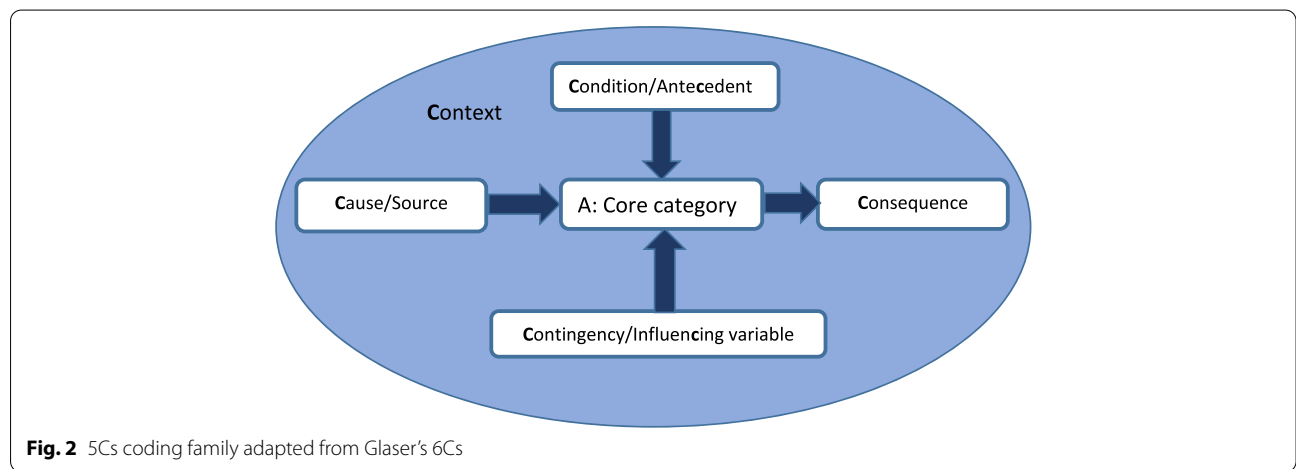 Condition/Antecedent
Context
Cause/Source
A: Core category
Consequence
Contingency/Influencing variable
Fig. 2 5Cs coding family adapted from Glaser’s 6Cs